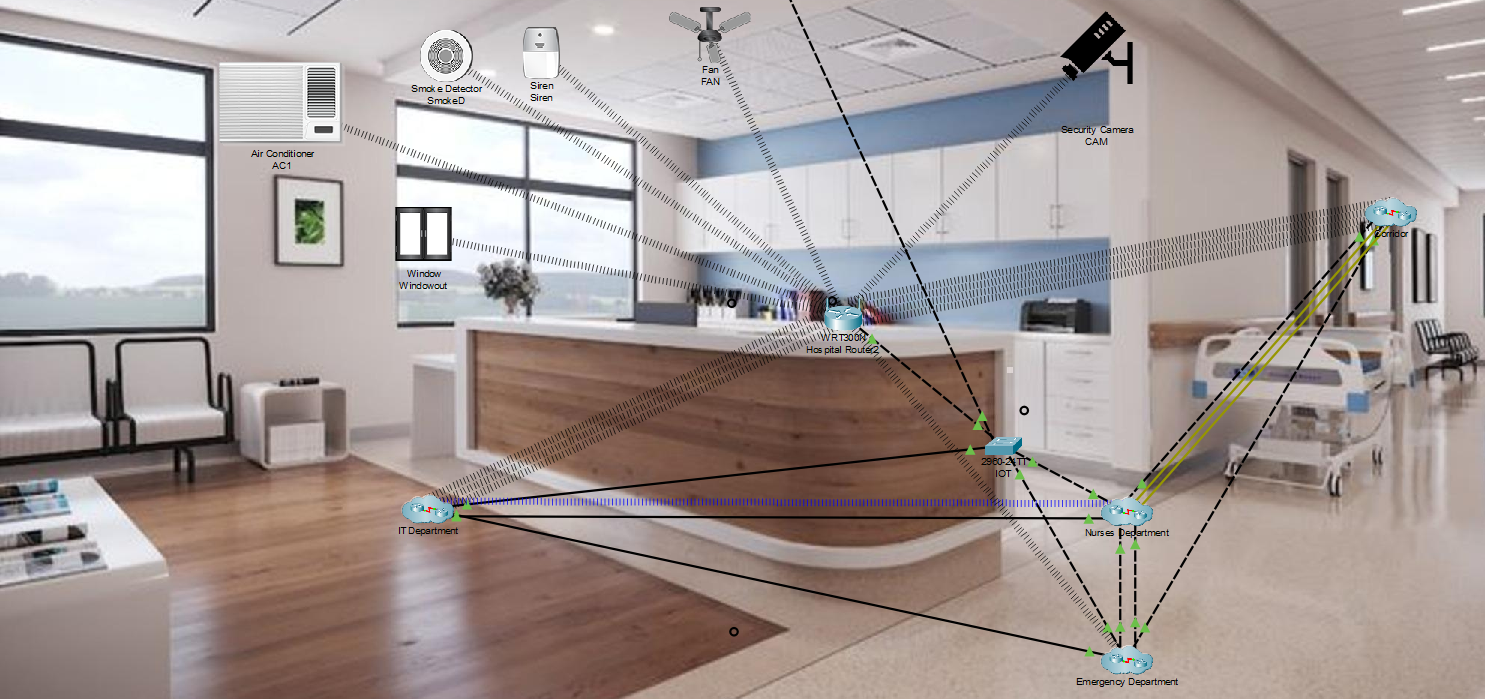 Smoke Detector
SmokeD
Siren
Siren
Fan
FAN
Security Camera
CAM
Air Conditioner
AC1
Window
Windowout
Corridor
WRT300N
Hospital Router2
2960-24TT
IOT
IT Department
Nurses Department
Emergency Department